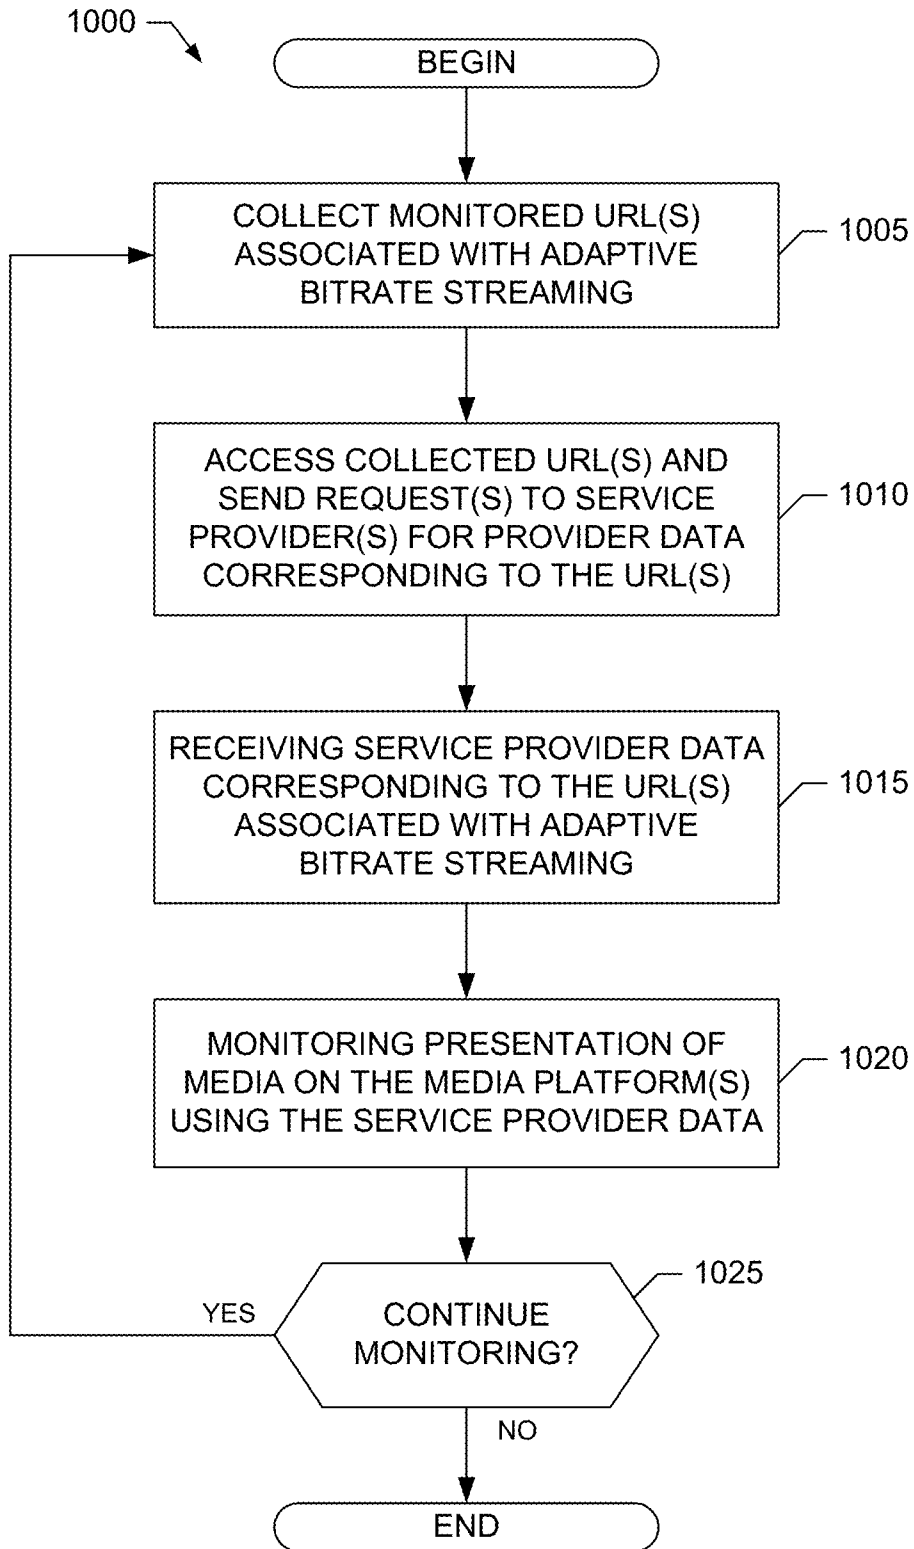 1000
BEGIN
COLLECT MONITORED URL(S)
ASSOCIATED WITH ADAPTIVE
BITRATE STREAMING
1005
ACCESS COLLECTED URL(S) AND
SEND REQUEST(S) TO SERVICE
PROVIDER(S) FOR PROVIDER DATA
CORRESPONDING TO THE URL(S)
1010
RECEIVING SERVICE PROVIDER DATA
CORRESPONDING TO THE URL(S)
ASSOCIATED WITH ADAPTIVE
BITRATE STREAMING
1015
MONITORING PRESENTATION OF
MEDIA ON THE MEDIA PLATFORM(S)
USING THE SERVICE PROVIDER DATA
1020
CONTINUE
MONITORING?
1025
YES
NO
END